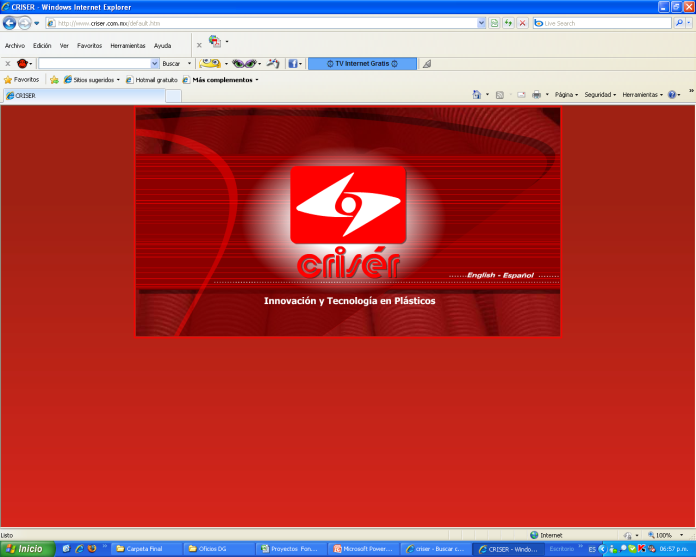 CRISER - Windows Internet Explorer
http://www.criser.com.mx/default.htm
Live Search
Archivo Edición Ver Favoritos Herramientas Ayuda
Buscar
TV Internet Gratis
Favoritos Sitios sugeridos Hotmail gratuito Más complementos
CRISER
Página Seguridad Herramientas
crisér
English - Español
Innovación y Tecnología en Plásticos
Listo
Internet
100%
Inicio
Carpeta Final
Oficios DG
Proyectos Pon...
Microsoft Power...
criser - Buscar c...
CRISER - Windo...
Escritorio
ES
06:57 p.m.